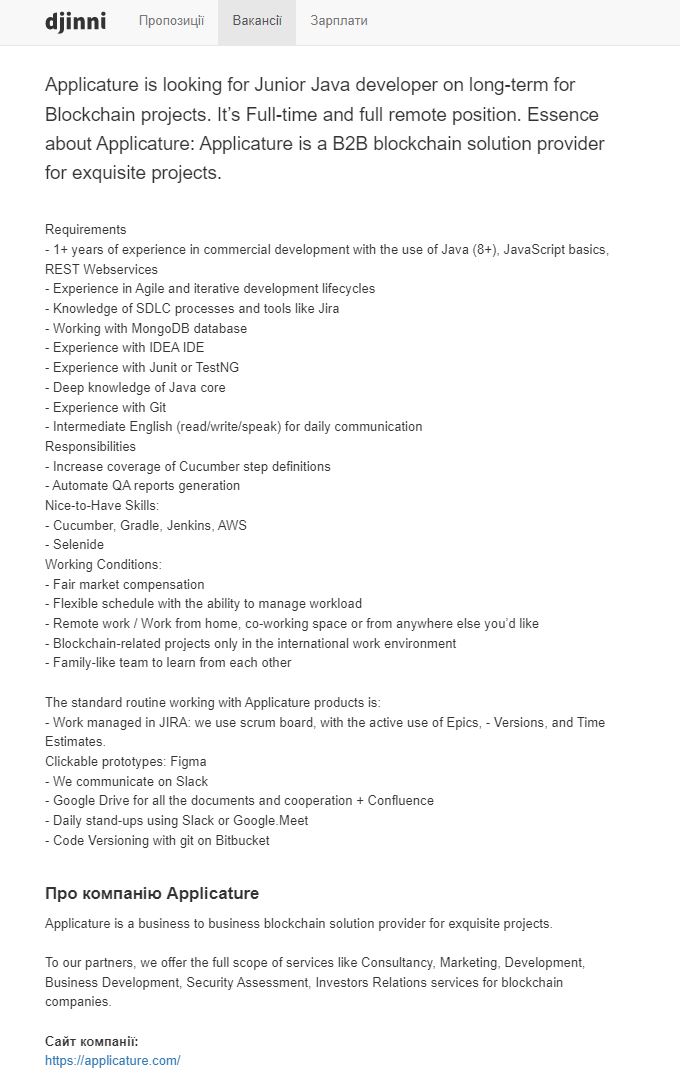 djinni Пропозиції Вакансії Зарплати
Applicature is looking for Junior Java developer on long-term for
Blockchain projects. It’s Full-time and full remote position. Essence
about Applicature: Applicature is a B2B blockchain solution provider
for exquisite projects.
Requirements
- 1+ years of experience in commercial development with the use of Java (8+), JavaScript basics,
REST Webservices
- Experience in Agile and iterative development lifecycles
- Knowledge of SDLC processes and tools like Jira
- Working with MongoDB database
- Experience with IDEA IDE
- Experience with Junit or TestNG
- Deep knowledge of Java core
- Experience with Git
- Intermediate English (read/write/speak) for daily communication
Responsibilities
- Increase coverage of Cucumber step definitions
- Automate QA reports generation
Nice-to-Have Skills:
- Cucumber, Gradle, Jenkins, AWS
- Selenide
Working Conditions:
- Fair market compensation
- Flexible schedule with the ability to manage workload
- Remote work / Work from home, co-working space or from anywhere else you’d like
- Blockchain-related projects only in the international work environment
- Family-like team to learn from each other
The standard routine working with Applicature products is:
- Work managed in JIRA: we use scrum board, with the active use of Epics, - Versions, and Time
Estimates.
Clickable prototypes: Figma
- We communicate on Slack
- Google Drive for all the documents and cooperation + Confluence
- Daily stand-ups using Slack or Google.Meet
- Code Versioning with git on Bitbucket
Про компанію Applicature
Applicature is a business to business blockchain solution provider for exquisite projects.
To our partners, we offer the full scope of services like Consultancy, Marketing, Development,
Business Development, Security Assessment, Investors Relations services for blockchain
companies.
Сайт компанії:
https://applicature.com/